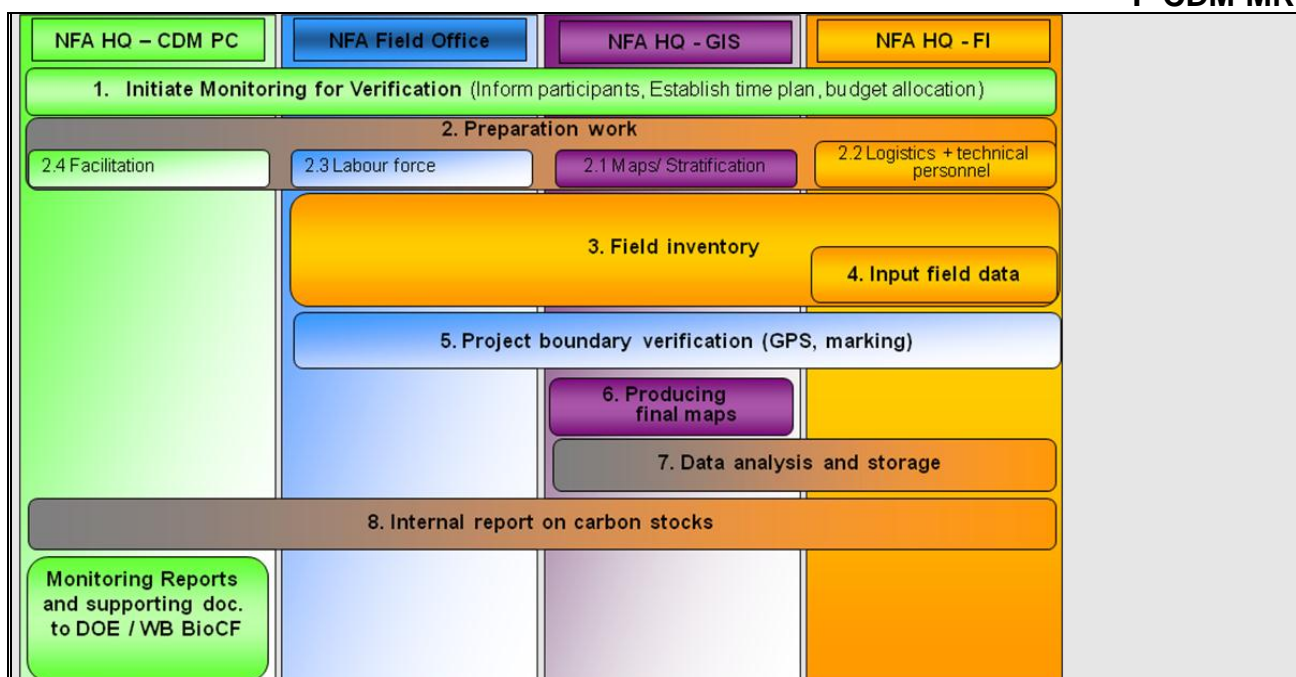 NFA HQ – CDM PC
NFA Field Office
NFA HQ - GIS
NFA HQ - FI
1. Initiate Monitoring for Verification (Inform participants, Establish time plan, budget allocation)
2. Preparation work
2.4 Facilitation
2.3 Labour force
2.1 Maps/ Stratification
2.2 Logistics + technical
personnel
3. Field inventory
4. Input field data
5. Project boundary verification (GPS, marking)
6. Producing
final maps
7. Data analysis and storage
8. Internal report on carbon stocks
Monitoring Reports
and supporting doc.
to DOE / WB BioCF